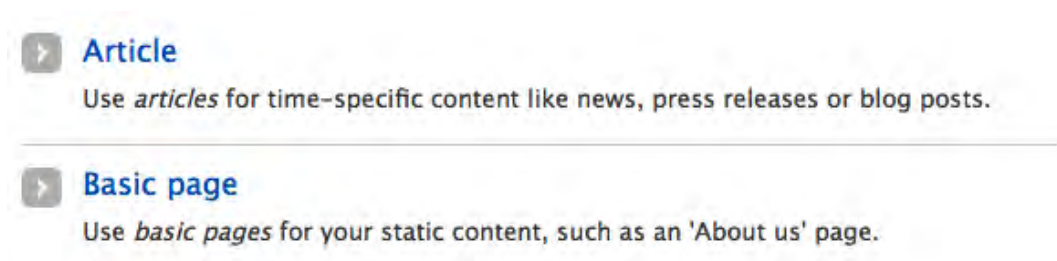 Article
Use articles for time-specific content like news, press releases or blog posts.
Basic page
Use basic pages for your static content, such as an 'About us' page.